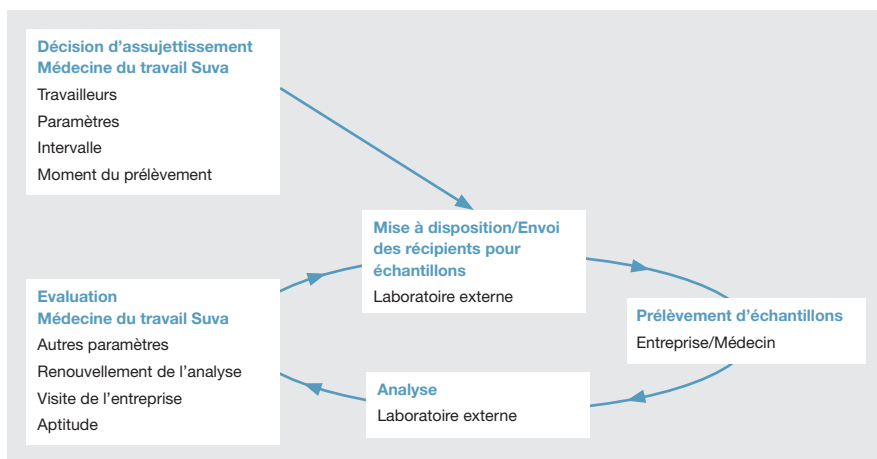 Décision d'assujettissement
Médecine du travail Suva
Travailleurs
Paramètres
Intervalle
Moment du prélèvement
Mise à disposition/Envoi
des récipients pour
échantillons
Laboratoire externe
Prélèvement d'échantillons
Entreprise/Médecin
Analyse
Laboratoire externe
Evaluation
Médecine du travail Suva
Autres paramètres
Renouvellement de l'analyse
Visite de l'entreprise
Aptitude